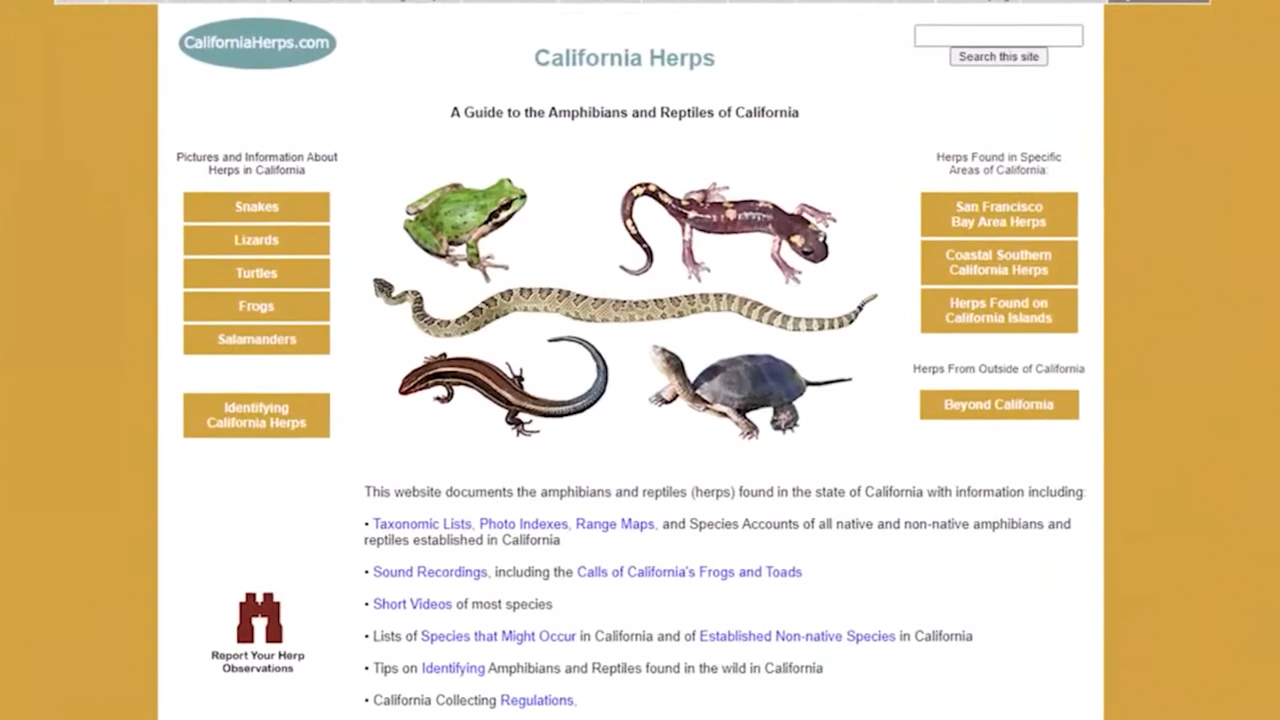 CaliforniaHerps.com
California Herps
Search this site
A Guide to the Amphibians and Reptiles of California
Pictures and Information About
Herps in California
Snakes
Lizards
Turtles
Frogs
Salamanders
Identifying
California Herps
Herps Found in Specific
Areas of California:
San Francisco
Bay Area Herps
Coastal Southern
California Herps
Herps Found on
California Islands
Herps From Outside of California
Beyond California
This website documents the amphibians and reptiles (herps) found in the state of California with information including:
• Taxonomic Lists, Photo Indexes, Range Maps, and Species Accounts of all native and non-native amphibians and
reptiles established in California
• Sound Recordings, including the Calls of California's Frogs and Toads
• Short Videos of most species
• Lists of Species that Might Occur in California and of Established Non-native Species in California
• Tips on Identifying Amphibians and Reptiles found in the wild in California
• California Collecting Regulations,
Report Your Herp
Observations